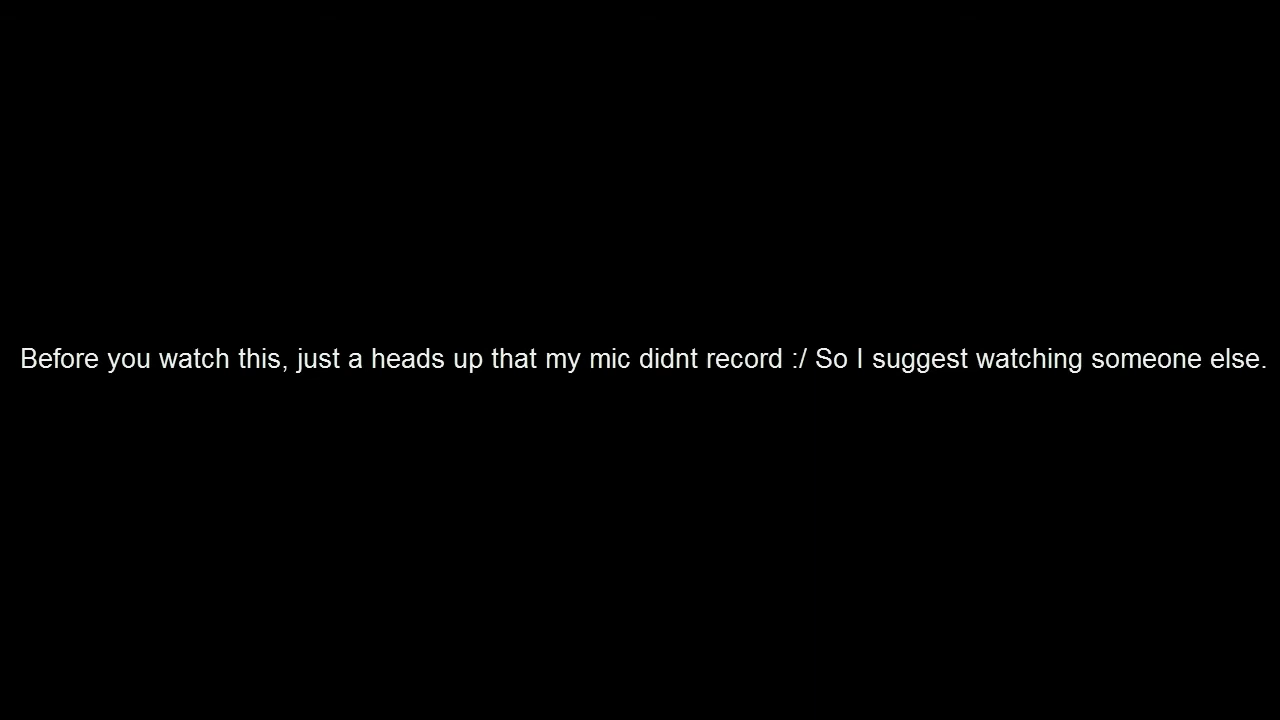 Before you watch this, just a heads up that my mic didnt record :/ So I suggest watching someone else.